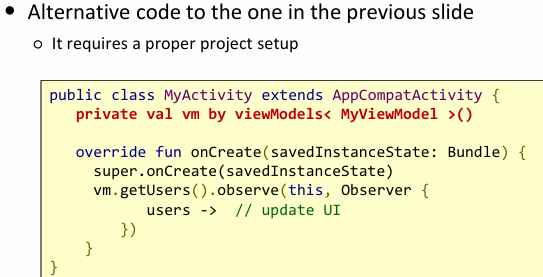 • Alternative code to the one in the previous slide
○ It requires a proper project setup
public class MyActivity extends AppCompatActivity {
private val vm by viewModels< MyViewModel >()
override fun onCreate(savedInstanceState: Bundle) {
super.onCreate(savedInstanceState)
vm.getUsers().observe(this, Observer {
users -> // update UI
})
}
}